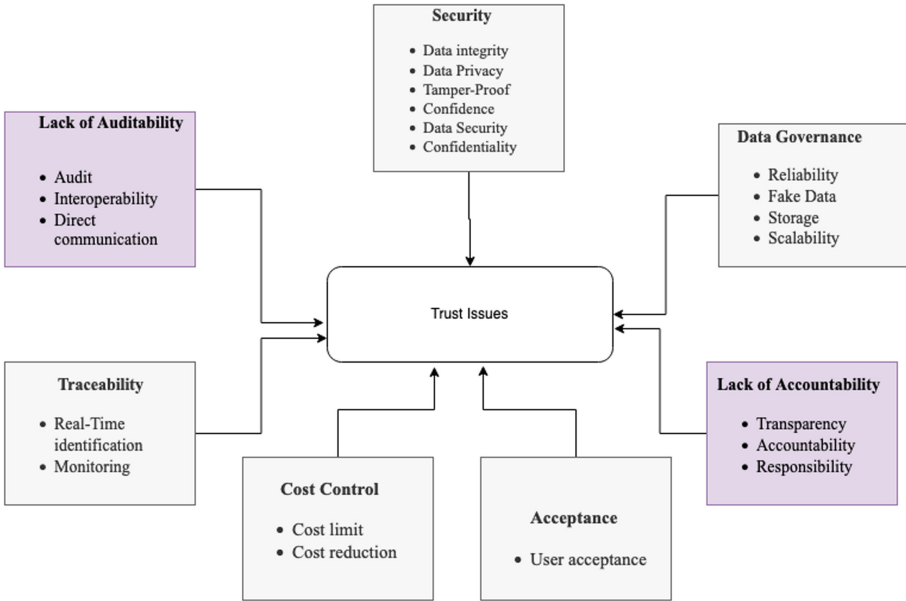 Security
• Data integrity
• Data Privacy
• Tamper-Proof
• Confidence
• Data Security
• Confidentiality
Lack of Auditability
• Audit
• Interoperability
• Direct
communication
Data Governance
• Reliability
• Fake Data
• Storage
• Scalability
Trust Issues
Traceability
• Real-Time
identification
• Monitoring
Lack of Accountability
• Transparency
• Accountability
• Responsibility
Cost Control
• Cost limit
• Cost reduction
Acceptance
• User acceptance